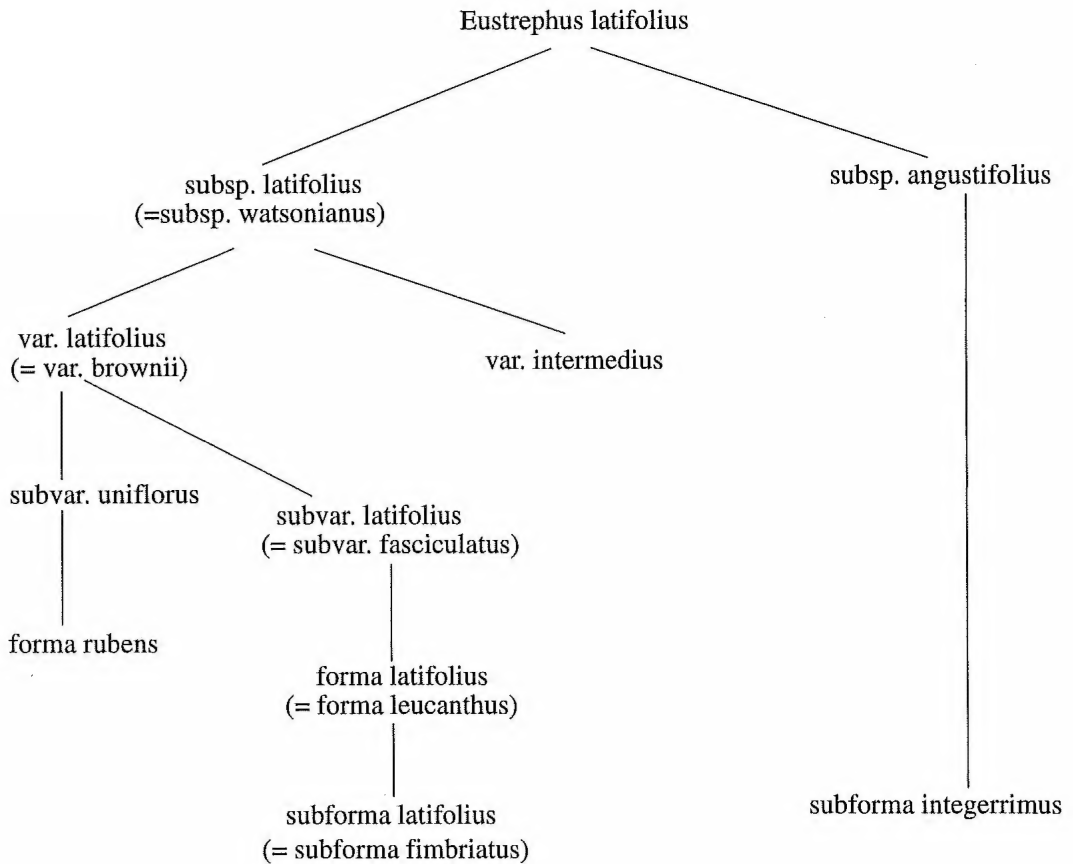 Eustrephus latifolius
subsp. latifolius
(=subsp. watsonianus)
subsp. angustifolius
var. latifolius
(= var. brownii)
var. intermedius
subvar. uniflorus
subvar. latifolius
(= subvar. fasciculatus)
forma rubens
forma latifolius
(= forma leucanthus)
subforma latifolius
(= subforma fimbriatus)
subforma integerrimus